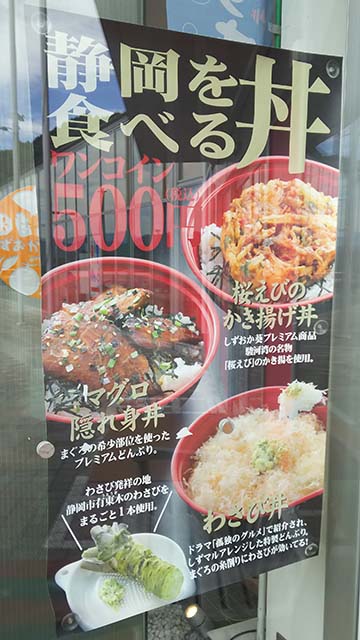 静岡を
食べる丼
ワンコイン
500円
(税込)
桜えびの
かき揚げ丼
しずおか葵プレミアム商品
駿河湾の名物
「桜えび」のかき揚を使用。
マグロ
隠れ身丼
まぐろの希少部位を使った
プレミアムどんぶり。
わさび丼
ドラマ「孤独のグルメ」で紹介され、
しずマルアレンジした特製どんぶり。
まぐろの糸削りにわさびが効いてる!
わさび発祥の地
静岡市有東木のわさびを
まるごと1本使用。